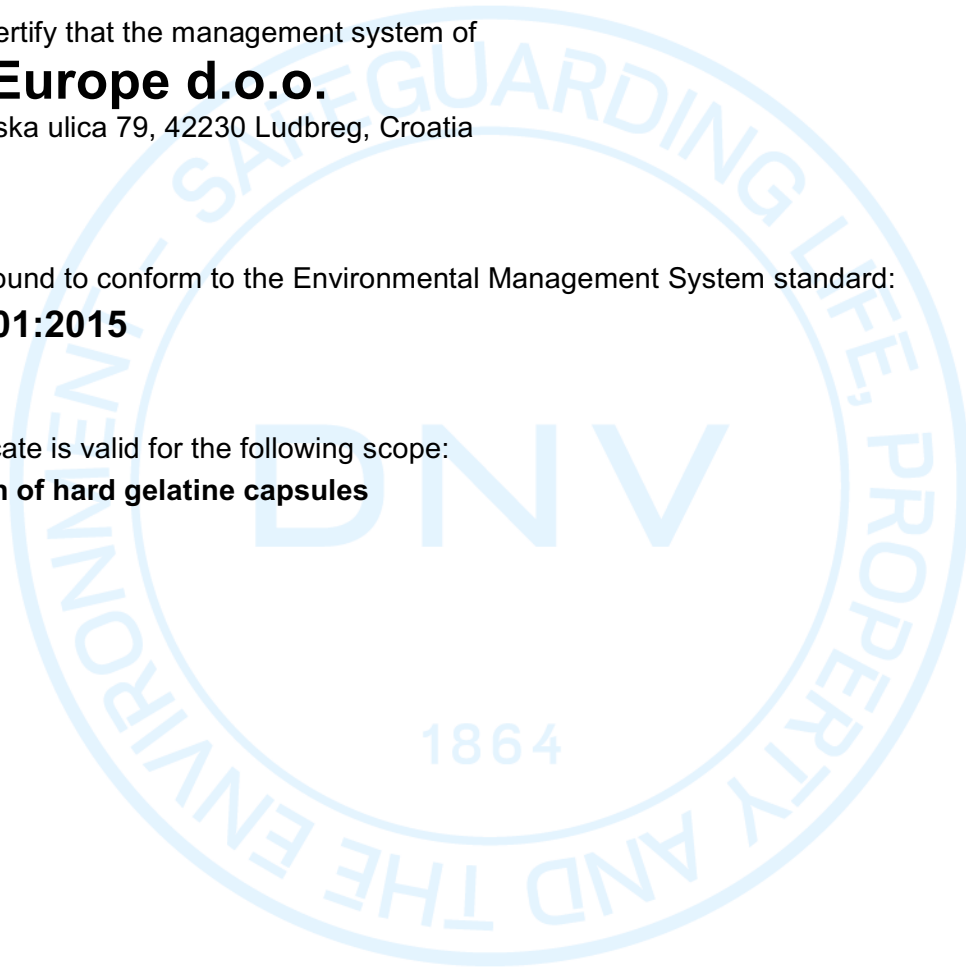 ertify that the management system of
Europe d.o.o.
ska ulica 79, 42230 Ludbreg, Croatia
ound to conform to the Environmental Management System standard:
01:2015
cate is valid for the following scope:
n of hard gelatine capsules
SAFEGUARDING LIFE, PROPERTY AND THE ENVIRONMENT
DNV
1864